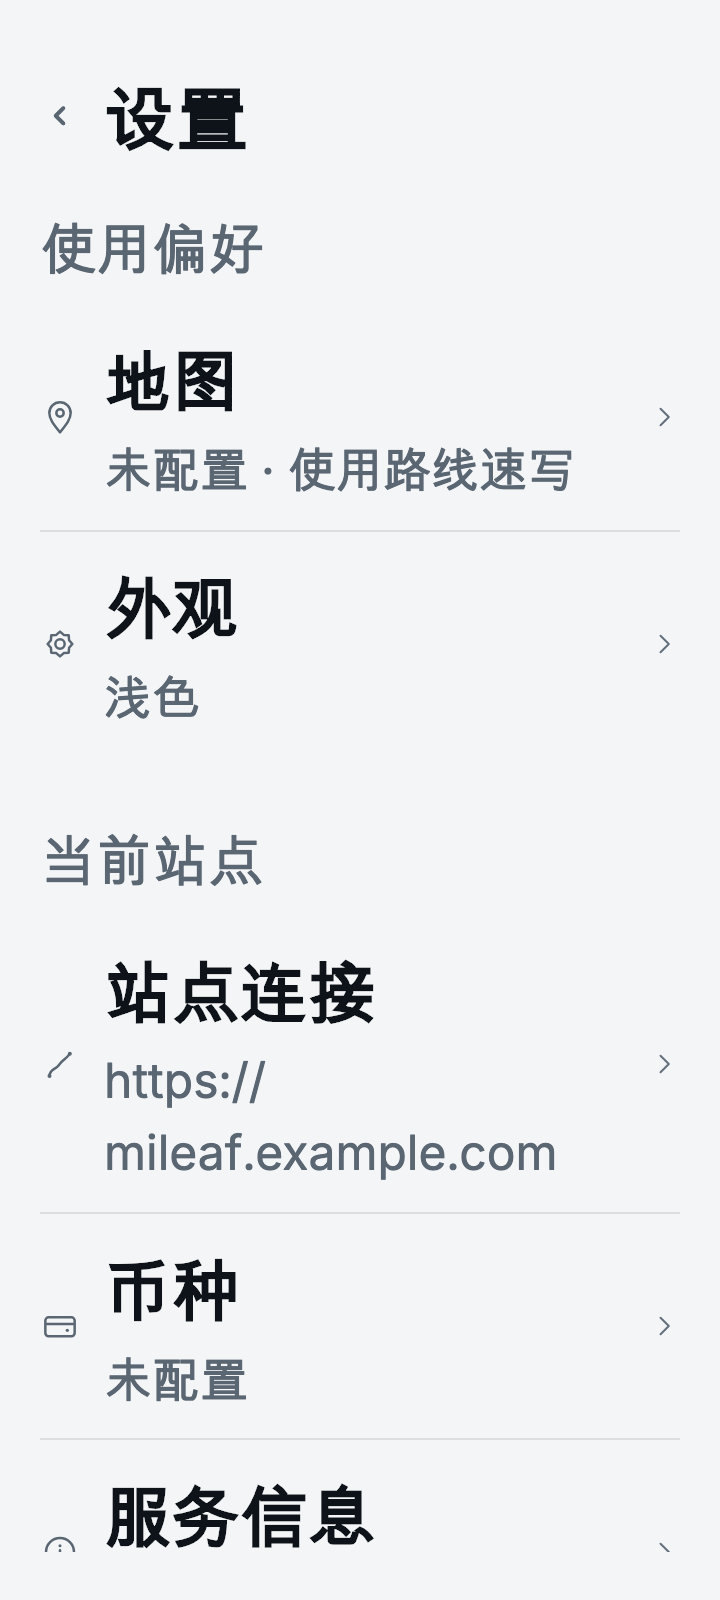 设置
使用偏好
地图
未配置 · 使用路线速写
外观
浅色
当前站点
站点连接
https://
mileaf.example.com
币种
未配置
服务信息